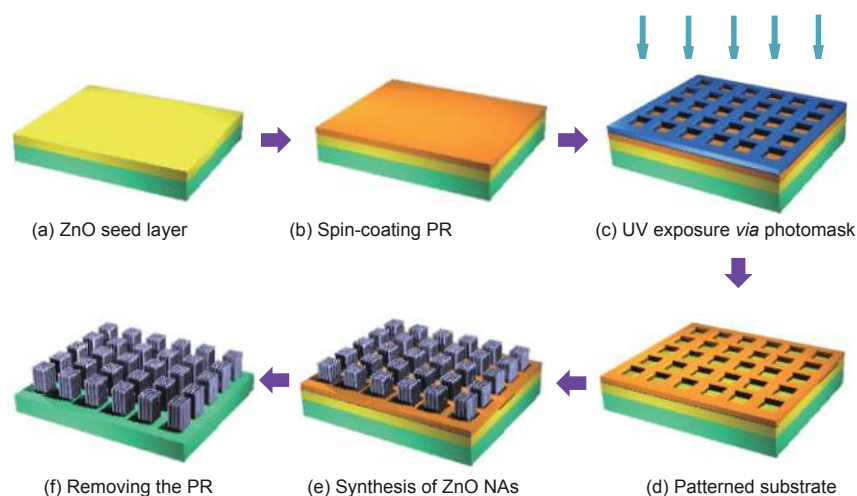 (a) ZnO seed layer
(b) Spin-coating PR
(c) UV exposure via photomask
(f) Removing the PR
(e) Synthesis of ZnO NAs
(d) Patterned substrate